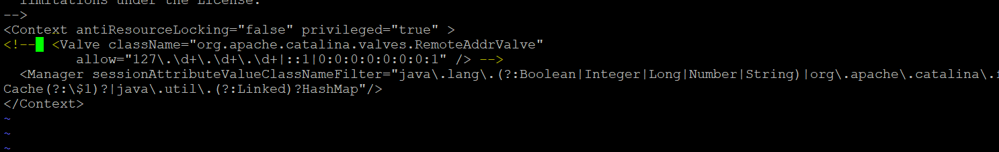 limitations under the License.
-->
<Context antiResourceLocking="false" privileged="true" >
<!-- <Valve className="org.apache.catalina.valves.RemoteAddrValve"
allow="127\.\d+\.\d+\.\d+|::1|0:0:0:0:0:0:0:1" /> -->
<Manager sessionAttributeValueClassNameFilter="java\.lang\.(?:Boolean|Integer|Long|Number|String)|org\.apache\.catalina\.
Cache(?:\$1)?|java\.util\.(?:Linked)?HashMap"/>
</Context>
~
~
~